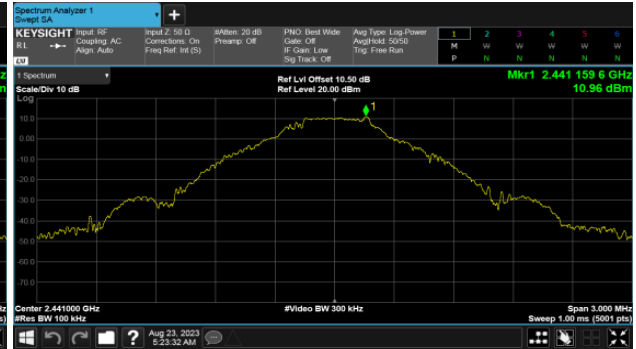 Spectrum Analyzer 1
Swept SA
KEYSIGHT Input: RF Input Z: 50 Ω #Atten: 20 dB PNO: Best Wide Avg Type: Log-Power 1 2 3 4 5 6
RL Coupling: AC Corrections: On Preamp: Off Gate: Off Avg|Hold: 50/50 M W W W W W
Align: Auto Freq Ref: Int (S) IF Gain: Low Trig: Free Run P N N N N N
LXI Sig Track: Off
1 Spectrum Ref Lvl Offset 10.50 dB Mkr1 2.441 159 6 GHz
Scale/Div 10 dB Ref Level 20.00 dBm 10.96 dBm
Log
1
10.0
0.00
-10.0
-20.0
-30.0
-40.0
-50.0
-60.0
-70.0
Center 2.441000 GHz #Video BW 300 kHz Span 3.000 MHz
#Res BW 100 kHz Sweep 1.00 ms (5001 pts)
? Aug 23, 2023
5:23:32 AM